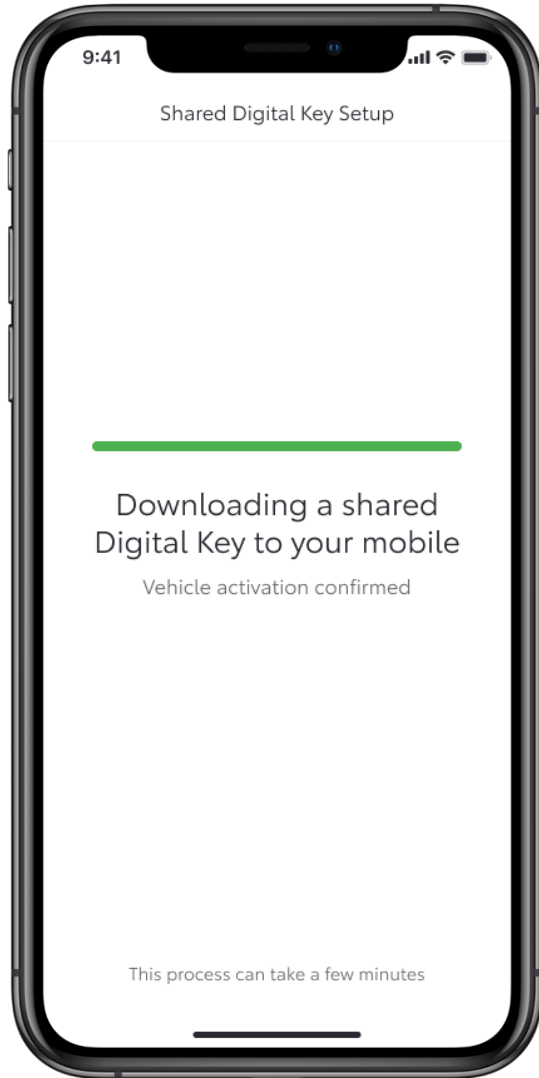 9:41
Shared Digital Key Setup
Downloading a shared
Digital Key to your mobile
Vehicle activation confirmed
This process can take a few minutes